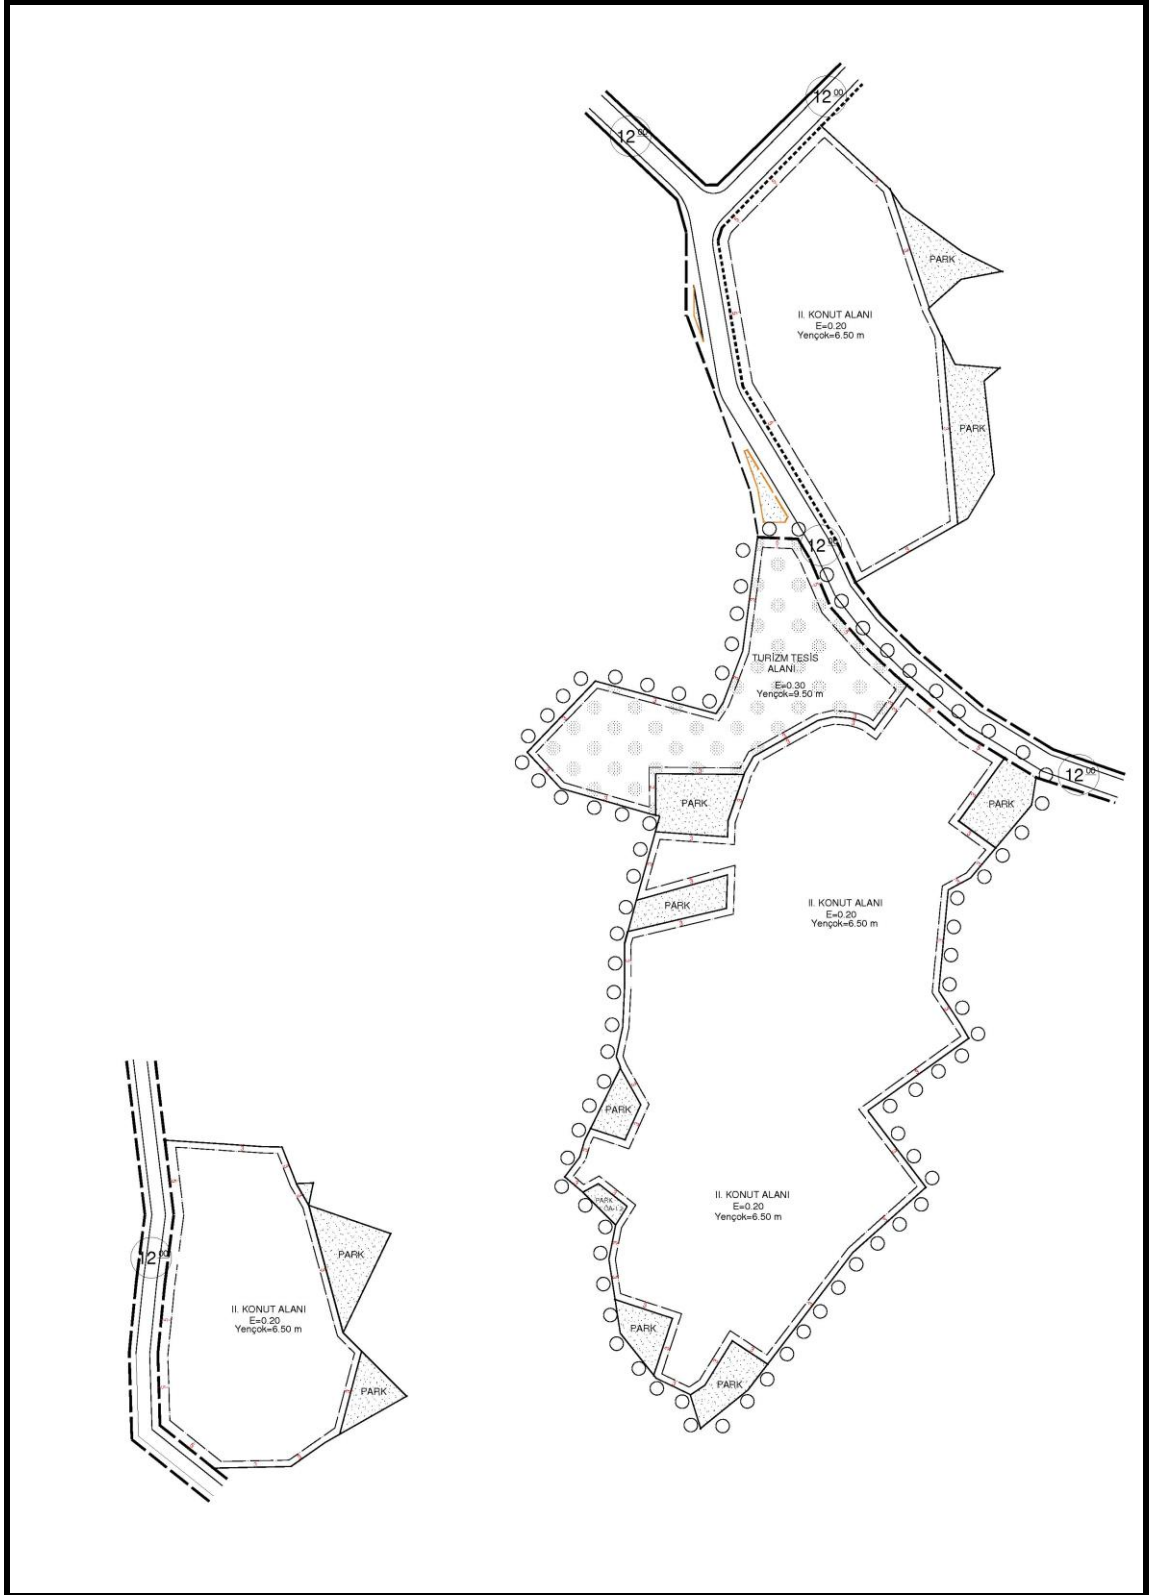 12 00
12 00
PARK
II. KONUT ALANI
E=0.20
Yençok=6.50 m
PARK
12 00
TURİZM TESİS
ALANI
E=0.30
Yençok=9.50 m
12 00
PARK
PARK
PARK
II. KONUT ALANI
E=0.20
Yençok=6.50 m
PARK
PARK
II. KONUT ALANI
E=0.20
Yençok=6.50 m
12 00
PARK
II. KONUT ALANI
E=0.20
Yençok=6.50 m
PARK
PARK
PARK